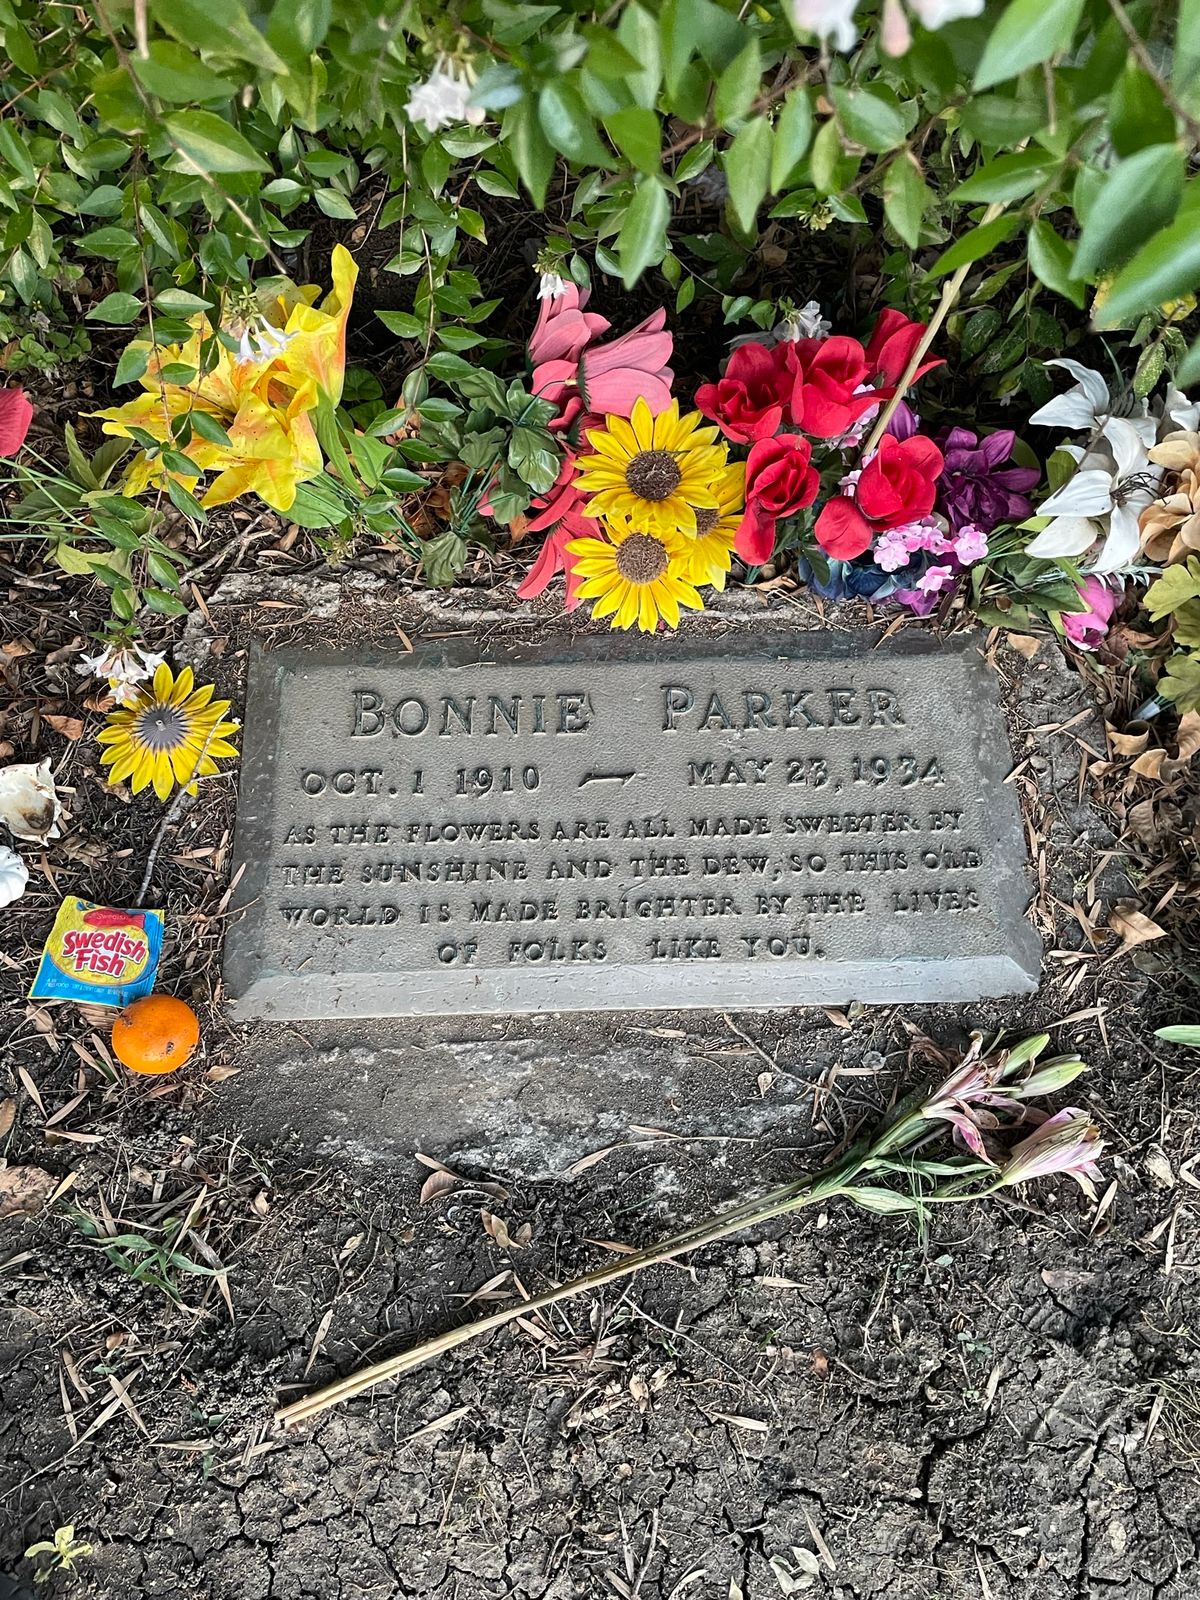 BONNIE PARKER
OCT. 1 1910 — MAY 23, 1934
AS THE FLOWERS ARE ALL MADE SWEETER BY
THE SUNSHINE AND THE DEW, SO THIS OLD
WORLD IS MADE BRIGHTER BY THE LIVES
OF FOLKS LIKE YOU.
Swedish
Swedish
Fish